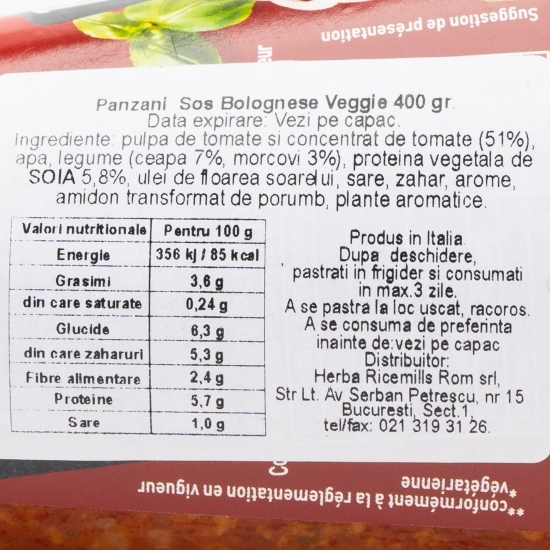 Suggestion de présentation
Panzani Sos Bolognese Veggie 400 gr.
Data expirare: Vezi pe capac.
Ingrediente: pulpa de tomate si concentrat de tomate (51%),
apa, legume (ceapa 7%, morcovi 3%), proteina vegetala de
SOIA 5,8%, ulei de floarea soarelui, sare, zahar, arome,
amidon transformat de porumb, plante aromatice.
Valori nutritionale Pentru 100 g
Energie 356 kj / 85 kcal
Grasimi 3,6 g
din care saturate 0,24 g
Glucide 6,3 g
din care zaharuri 5,3 g
Fibre alimentare 2,4 g
Proteine 5,7 g
Sare 1,0 g
Produs in Italia.
Dupa deschidere,
pastrati in frigider si consumati
in max.3 zile.
A se pastra la loc uscat, racoros.
A se consuma de preferinta
inainte de:vezi pe capac
Distribuitor:
Herba Ricemills Rom srl,
Str Lt. Av Serban Petrescu, nr 15
Bucuresti, Sect.1,
tel/fax: 021 319 31 26.
*végétarienne
**conformément à la réglementation en vigueur